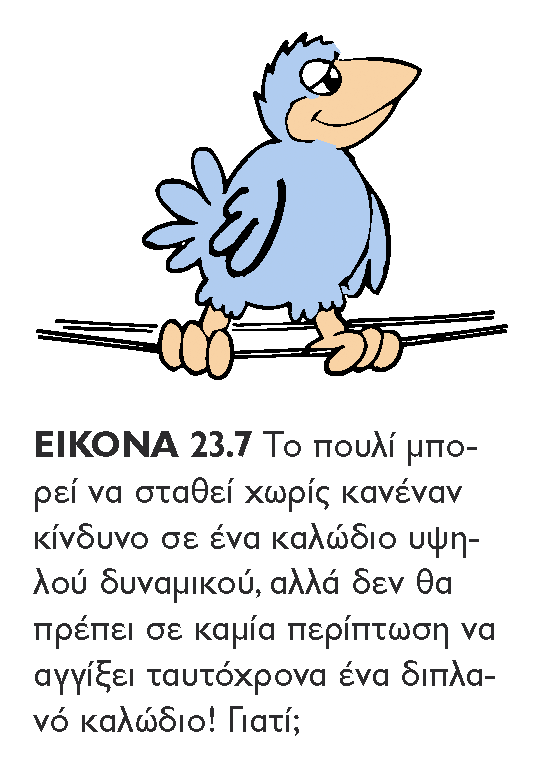 ΕΙΚΟΝΑ 23.7 Το πουλί μπο-
ρεί να σταθεί χωρίς κανέναν
κίνδυνο σε ένα καλώδιο υψη-
λού δυναμικού, αλλά δεν θα
πρέπει σε καμία περίπτωση να
αγγίξει ταυτόχρονα ένα διπλα-
νό καλώδιο! Γιατί;